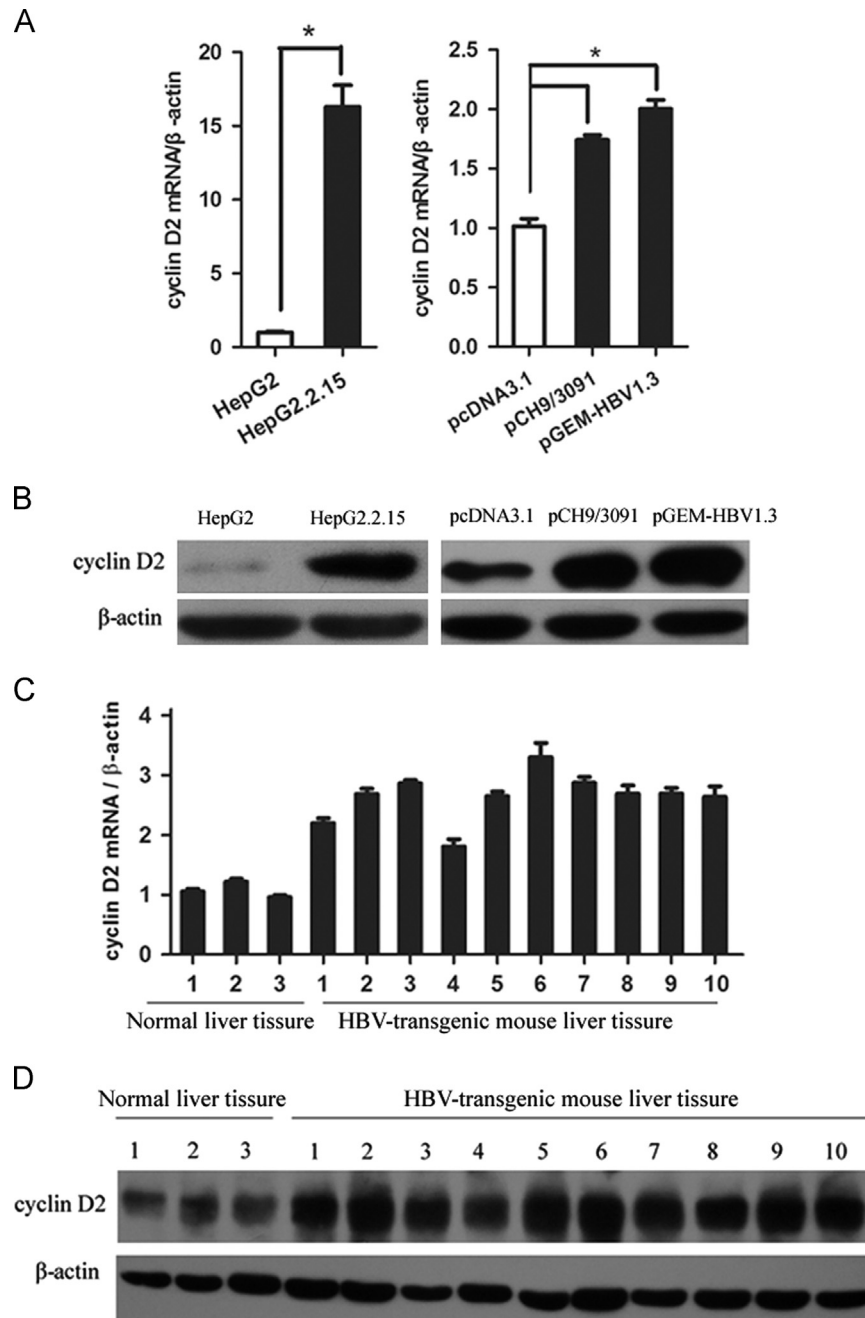 A
cyclin D2 mRNA/β -actin
20
15
10
5
0
*
HepG2
HepG2.2.15
cyclin D2 mRNA/β -actin
2.5
2.0
1.5
1.0
0.5
0.0
*
pcDNA3.1
pCH9/3091
pGEM-HBV1.3
B
HepG2 HepG2.2.15 pcDNA3.1 pCH9/3091 pGEM-HBV1.3
cyclin D2
β-actin
C
cyclin D2 mRNA / β-actin
4
3
2
1
0
1 2 3 1 2 3 4 5 6 7 8 9 10
Normal liver tissure HBV-transgenic mouse liver tissure
D
Normal liver tissure HBV-transgenic mouse liver tissure
1 2 3 1 2 3 4 5 6 7 8 9 10
cyclin D2
β-actin